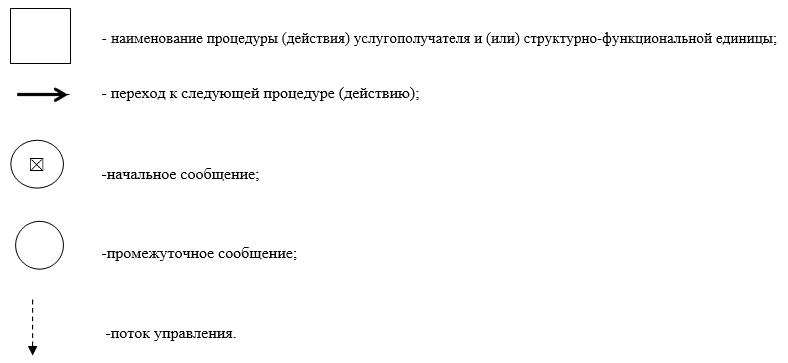 - наименование процедуры (действия) услугополучателя и (или) структурно-функциональной единицы;
- переход к следующей процедуре (действию);
-начальное сообщение;
-промежуточное сообщение;
-поток управления.